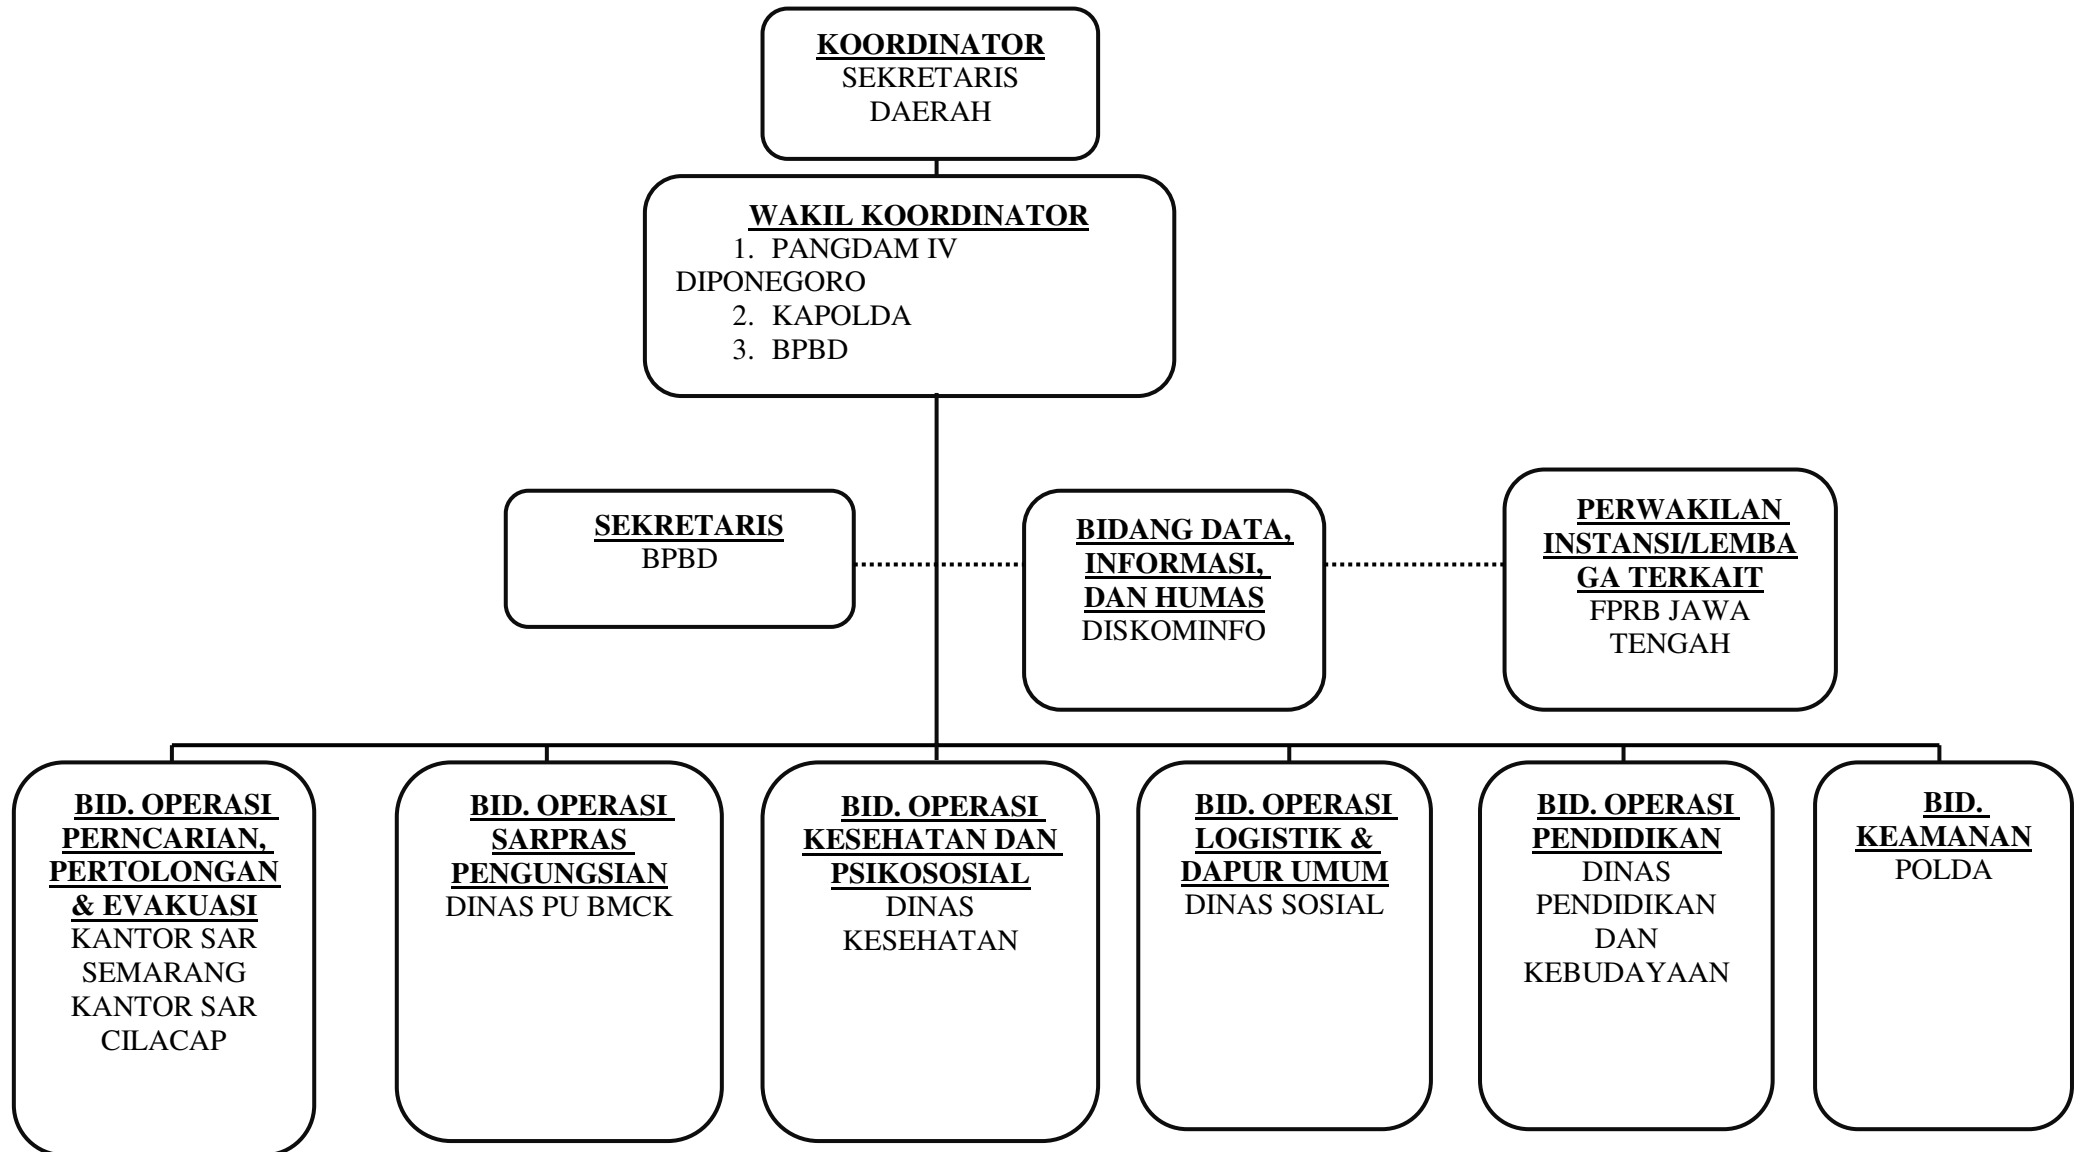 KOORDINATOR
SEKRETARIS
DAERAH
WAKIL KOORDINATOR
1. PANGDAM IV
DIPONEGORO
2. KAPOLDA
3. BPBD
SEKRETARIS
BPBD
BIDANG DATA,
INFORMASI,
DAN HUMAS
DISKOMINFO
PERWAKILAN
INSTANSI/LEMBA
GA TERKAIT
FPRB JAWA
TENGAH
BID. OPERASI
PERNCARIAN,
PERTOLONGAN
& EVAKUASI
KANTOR SAR
SEMARANG
KANTOR SAR
CILACAP
BID. OPERASI
SARPRAS
PENGUNGSIAN
DINAS PU BMCK
BID. OPERASI
KESEHATAN DAN
PSIKOSOSIAL
DINAS
KESEHATAN
BID. OPERASI
LOGISTIK &
DAPUR UMUM
DINAS SOSIAL
BID. OPERASI
PENDIDIKAN
DINAS
PENDIDIKAN
DAN
KEBUDAYAAN
BID.
KEAMANAN
POLDA